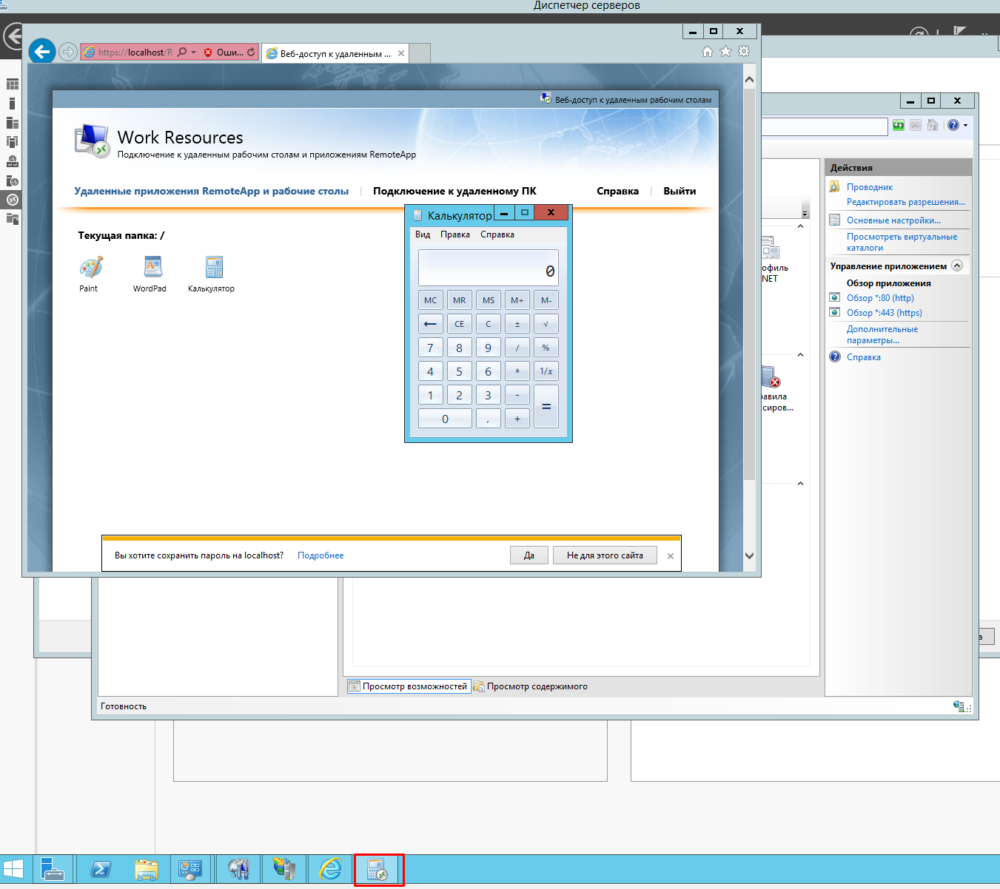 Диспетчер серверов
https://localhost/R
Оши...
Веб-доступ к удаленным ...
Веб-доступ к удаленным рабочим столам
Work Resources
Подключение к удаленным рабочим столам и приложениям RemoteApp
Удаленные приложения RemoteApp и рабочие столы
Подключение к удаленному ПК
Справка
Выйти
Текущая папка: /
Paint
WordPad
Калькулятор
Калькулятор
Вид Правка Справка
0
MC MR MS M+ M-
← CE C ± √
7 8 9 / %
4 5 6 * 1/x
1 2 3 - =
0 , +
Вы хотите сохранить пароль на localhost?
Подробнее
Да
Не для этого сайта
Действия
Проводник
Редактировать разрешения...
Основные настройки...
Просмотреть виртуальные
каталоги
Управление приложением
Обзор приложения
Обзор *:80 (http)
Обзор *:443 (https)
Дополнительные
параметры...
Справка
офиль
NET
авила
сиров...
Просмотр возможностей
Просмотр содержимого
Готовность